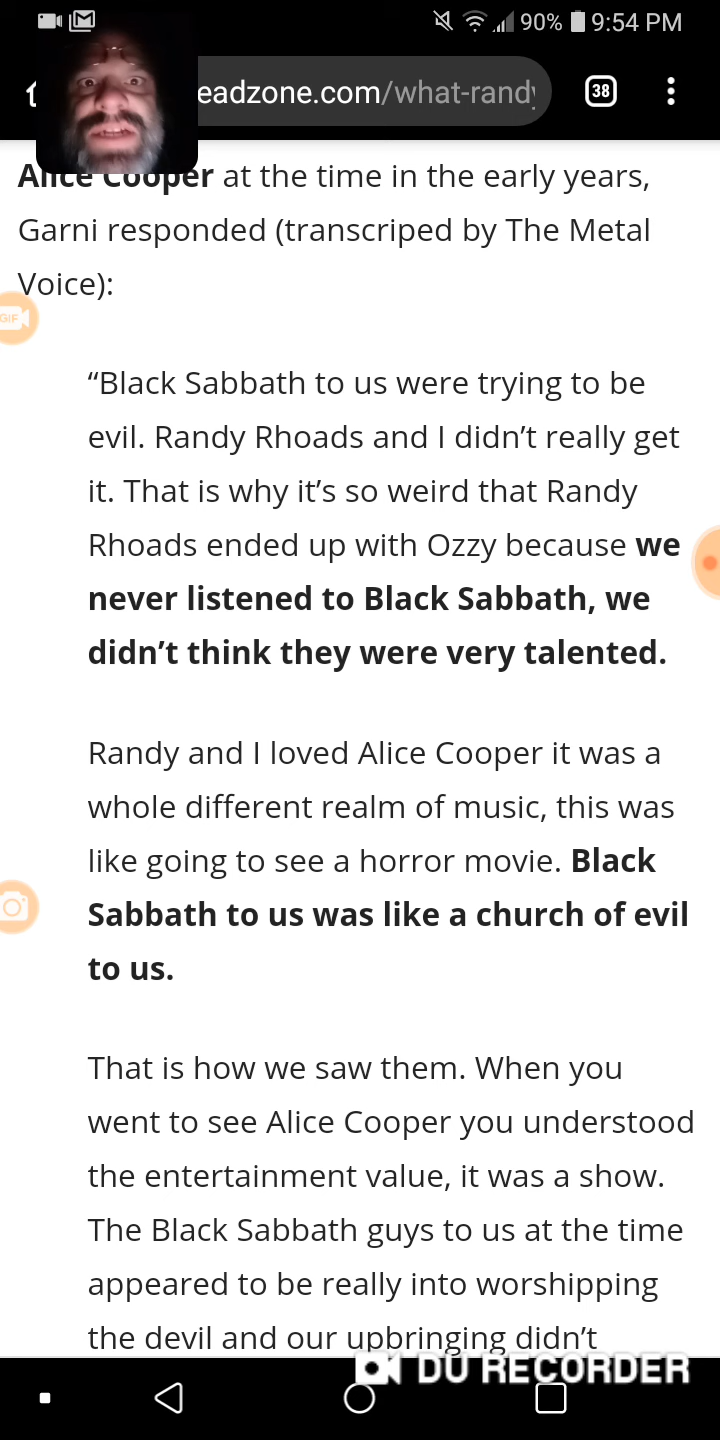 90% 9:54 PM
eadzone.com/what-randy
38
Alice Cooper at the time in the early years,
Garni responded (transcriped by The Metal
Voice):
GIF
“Black Sabbath to us were trying to be
evil. Randy Rhoads and I didn’t really get
it. That is why it’s so weird that Randy
Rhoads ended up with Ozzy because we
never listened to Black Sabbath, we
didn’t think they were very talented.
Randy and I loved Alice Cooper it was a
whole different realm of music, this was
like going to see a horror movie. Black
Sabbath to us was like a church of evil
to us.
That is how we saw them. When you
went to see Alice Cooper you understood
the entertainment value, it was a show.
The Black Sabbath guys to us at the time
appeared to be really into worshipping
the devil and our upbringing didn’t
DU RECORDER